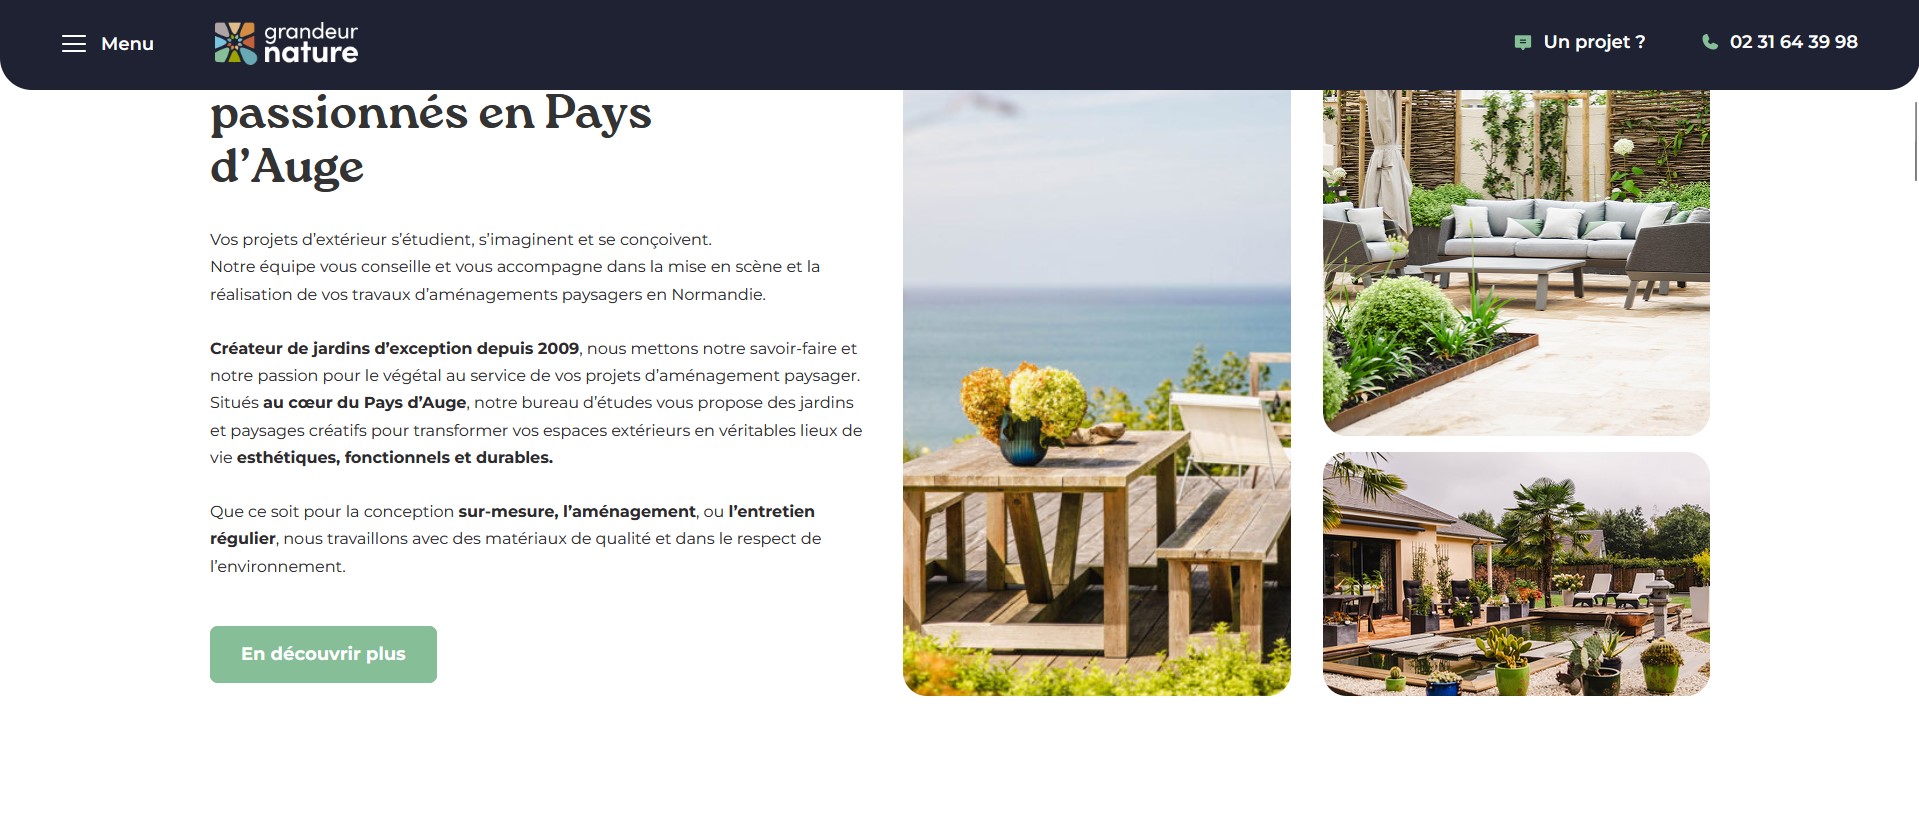 Menu
grandeur
nature
Un projet ?
02 31 64 39 98
passionnés en Pays
d’Auge
Vos projets d’extérieur s’étudient, s’imaginent et se conçoivent.
Notre équipe vous conseille et vous accompagne dans la mise en scène et la
réalisation de vos travaux d’aménagements paysagers en Normandie.
Créateur de jardins d’exception depuis 2009, nous mettons notre savoir-faire et
notre passion pour le végétal au service de vos projets d’aménagement paysager.
Situés au cœur du Pays d’Auge, notre bureau d’études vous propose des jardins
et paysages créatifs pour transformer vos espaces extérieurs en véritables lieux de
vie esthétiques, fonctionnels et durables.
Que ce soit pour la conception sur-mesure, l’aménagement, ou l’entretien
régulier, nous travaillons avec des matériaux de qualité et dans le respect de
l’environnement.
En découvrir plus